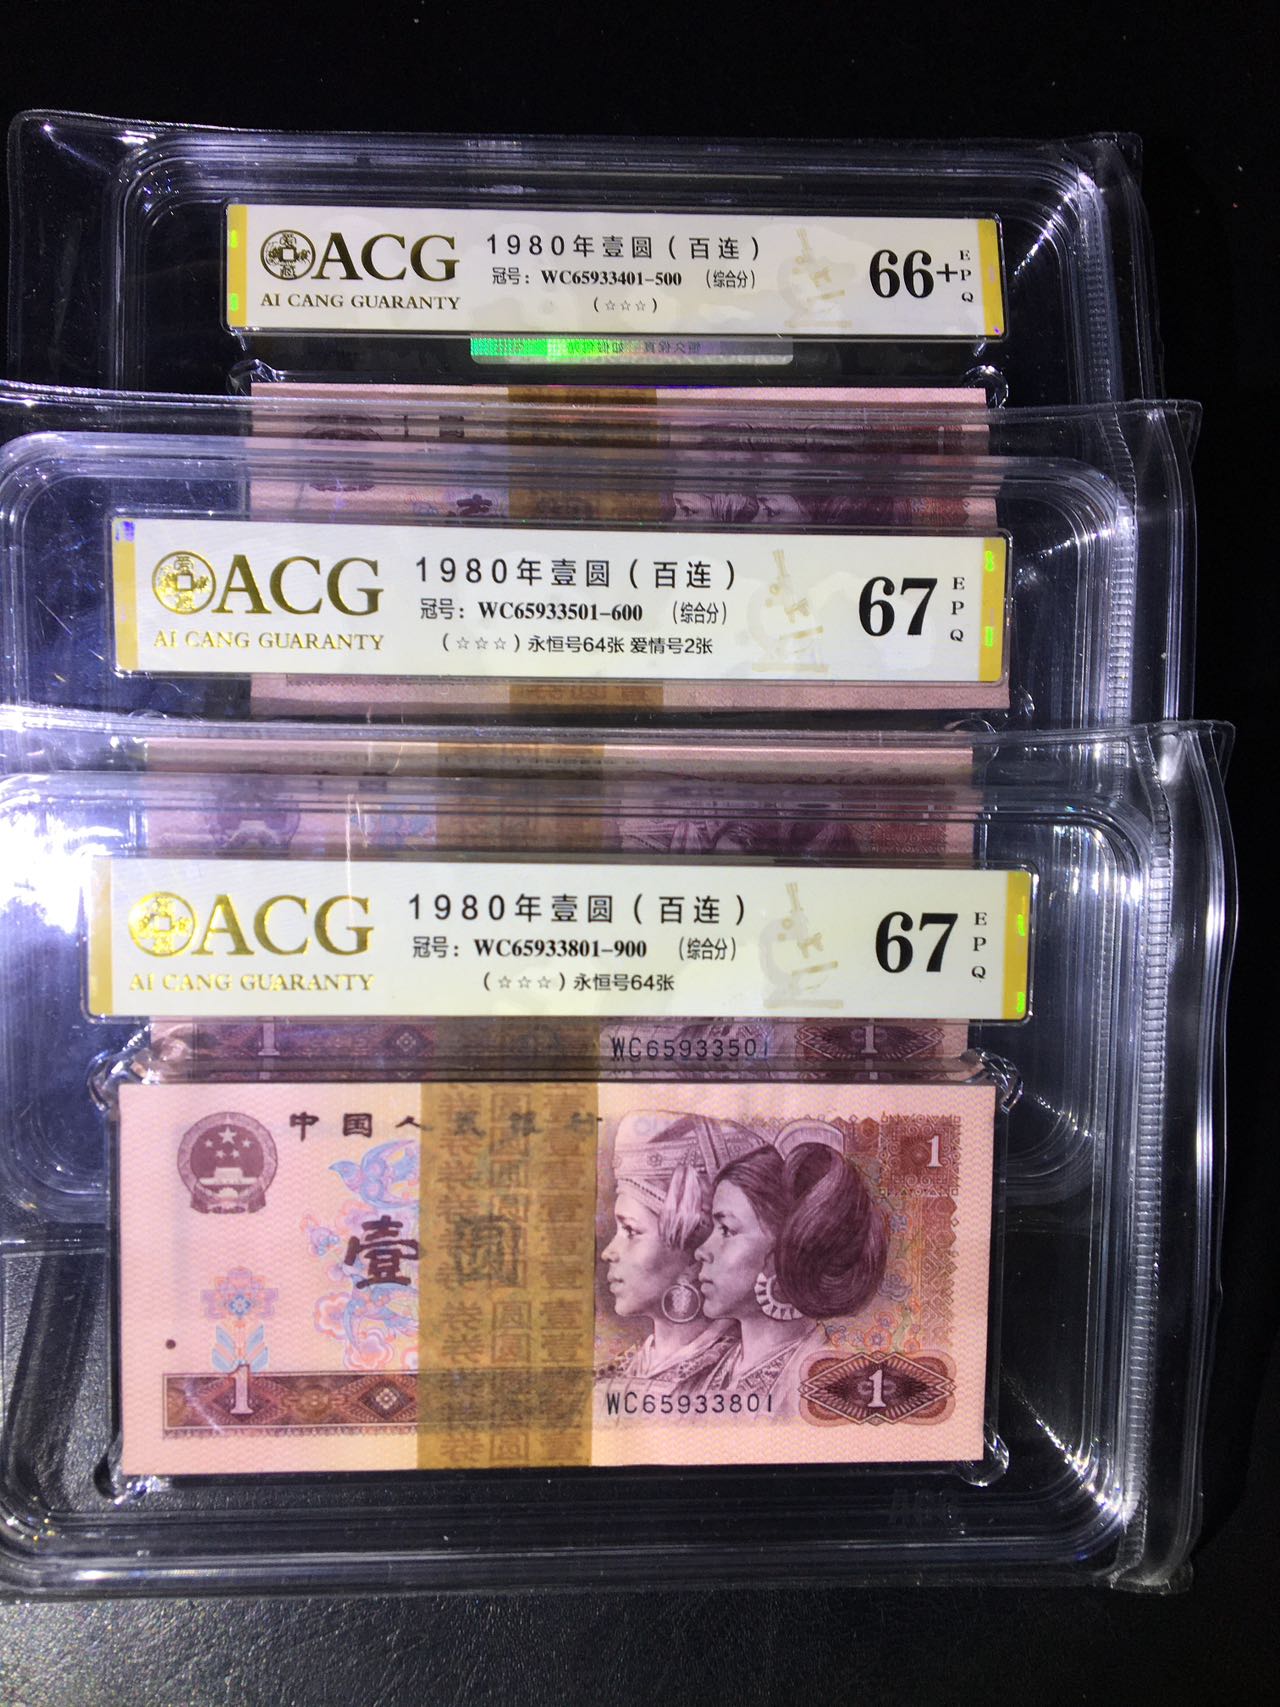 ACG
AI CANG GUARANTY
1980年壹圆(百连)
冠号: WC65933401-500 (综合分)
(☆☆☆)
66+
EPQ
ACG
AI CANG GUARANTY
1980年壹圆(百连)
冠号: WC65933501-600 (综合分)
(☆☆☆)永恒号64张 爱情号2张
67
EPQ
ACG
AI CANG GUARANTY
1980年壹圆(百连)
冠号: WC65933801-900 (综合分)
(☆☆☆)永恒号64张
67
EPQ
1
WC65933501
1
中国人民银行
1
壹圆
1
WC65933801
1